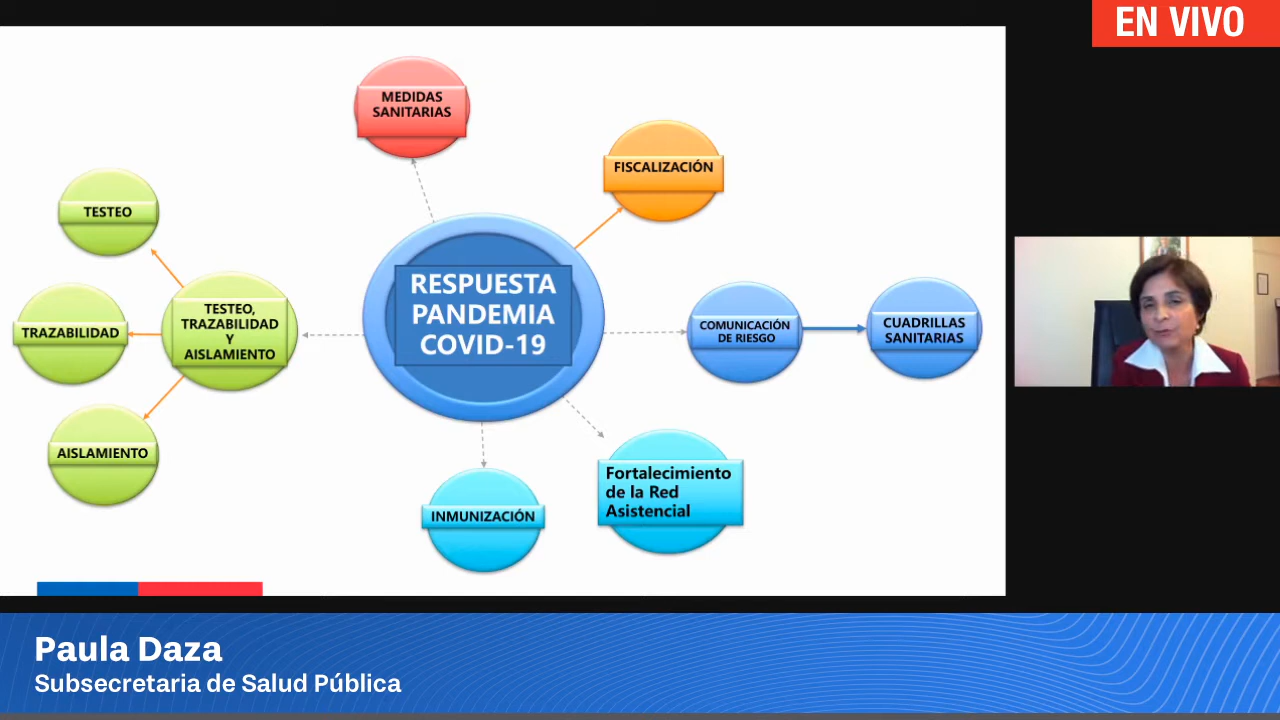 EN VIVO
MEDIDAS
SANITARIAS
FISCALIZACIÓN
TESTEO
TRAZABILIDAD
AISLAMIENTO
TESTEO,
TRAZABILIDAD
Y
AISLAMIENTO
RESPUESTA
PANDEMIA
COVID-19
COMUNICACIÓN
DE RIESGO
CUADRILLAS
SANITARIAS
INMUNIZACIÓN
Fortalecimiento
de la Red
Asistencial
Paula Daza
Subsecretaria de Salud Pública